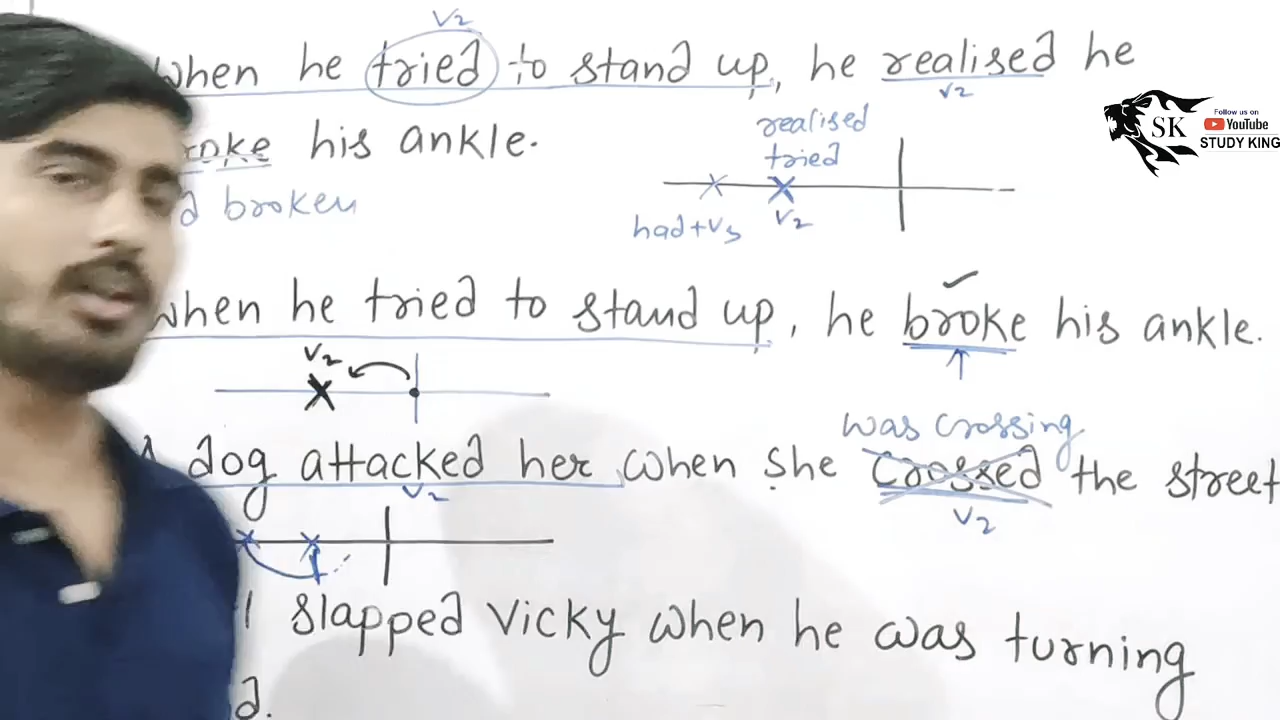 V2
when he tried to stand up, he realised he
V2
roke his ankle.
realised
tried
d broken
had+V3
V2
when he tried to stand up, he broke his ankle.
V2
was crossing
A dog attacked her when she crossed the street
V2
V2
I slapped Vicky when he was turning
d.
Follow us on
YouTube
SK
STUDY KING